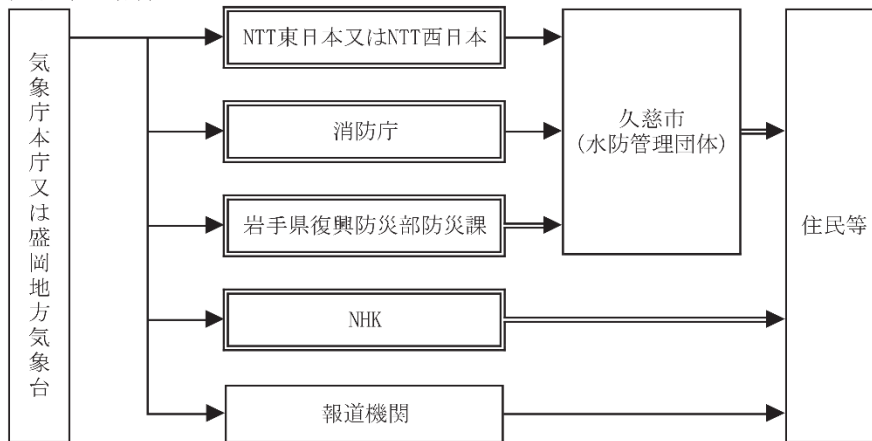 気象庁本庁又は盛岡地方気象台
NTT東日本又はNTT西日本
消防庁
岩手県復興防災部防災課
NHK
報道機関
久慈市
(水防管理団体)
住民等